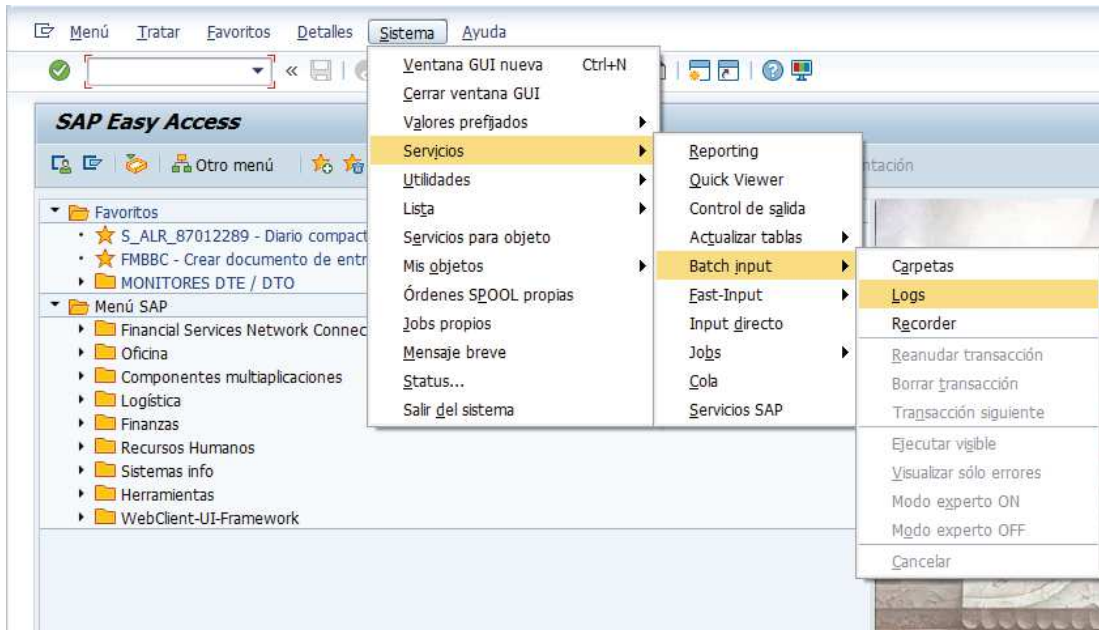 Menú Tratar Favoritos Detalles Sistema Ayuda
SAP Easy Access
Otro menú
ntación
Favoritos
S_ALR_87012289 - Diario compact
FMBBC - Crear documento de entr
MONITORES DTE / DTO
Menú SAP
Financial Services Network Connec
Oficina
Componentes multiaplicaciones
Logística
Finanzas
Recursos Humanos
Sistemas info
Herramientas
WebClient-UI-Framework
Ventana GUI nueva Ctrl+N
Cerrar ventana GUI
Valores prefijados
Servicios
Utilidades
Lista
Servicios para objeto
Mis objetos
Órdenes SPOOL propias
Jobs propios
Mensaje breve
Status...
Salir del sistema
Reporting
Quick Viewer
Control de salida
Actualizar tablas
Batch input
Fast-Input
Input directo
Jobs
Cola
Servicios SAP
Carpetas
Logs
Recorder
Reanudar transacción
Borrar transacción
Transacción siguiente
Ejecutar visible
Visualizar sólo errores
Modo experto ON
Modo experto OFF
Cancelar